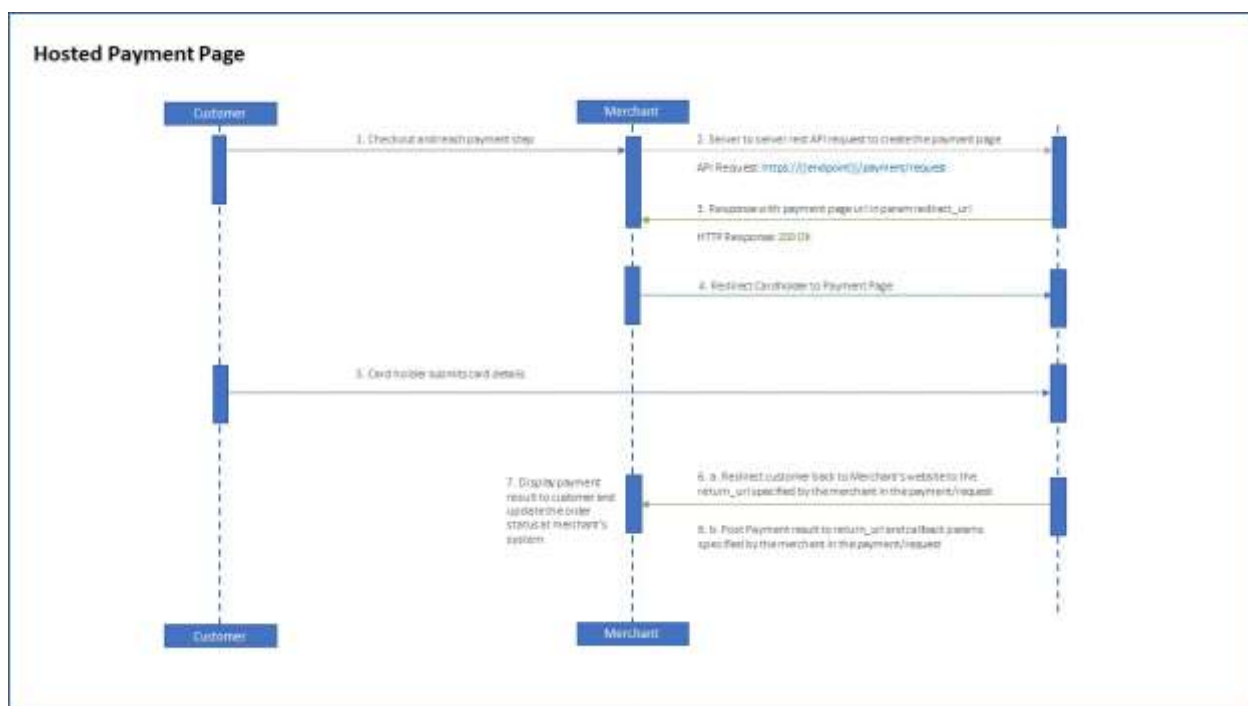 Hosted Payment Page
Customer
Merchant
1. Checkout and reach payment step
2. Server to server rest API request to create the payment page
API Request: https://{{endpoint}}/payment/request
3. Response with payment page url in param redirect_url
HTTP Response: 200 OK
4. Redirect Cardholder to Payment Page
5. Card holder submits card details
7. Display payment
result to customer and
update the order
status at merchant's
system
6. a. Redirect customer back to Merchant's website to the
return_url specified by the merchant in the payment/request
6. b. Post Payment result to return_url and callback params
specified by the merchant in the payment/request
Customer
Merchant